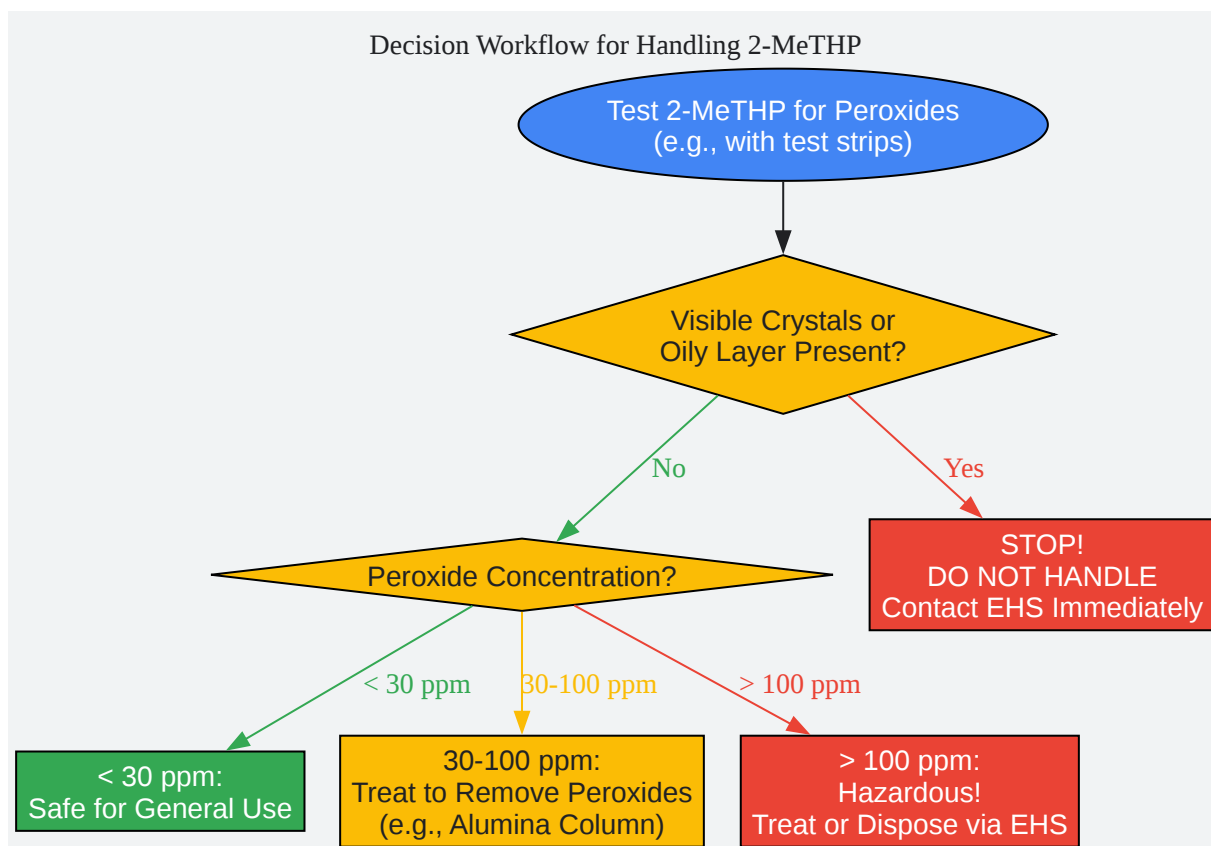 Decision Workflow for Handling 2-MeTHP
Test 2-MeTHP for Peroxides
(e.g., with test strips)
Visible Crystals or
Oily Layer Present?
No
Yes
STOP!
DO NOT HANDLE
Contact EHS Immediately
Peroxide Concentration?
< 30 ppm
30-100 ppm
> 100 ppm
< 30 ppm:
Safe for General Use
30-100 ppm:
Treat to Remove Peroxides
(e.g., Alumina Column)
> 100 ppm:
Hazardous!
Treat or Dispose via EHS